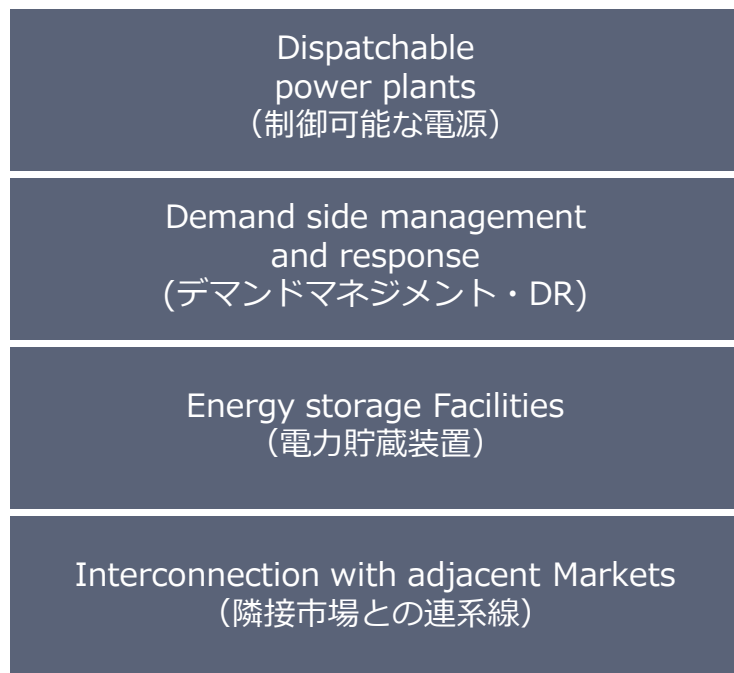 Dispatchable
power plants
（制御可能な電源）
Demand side management
and response
(デマンドマネジメント・DR)
Energy storage Facilities
（電力貯蔵装置）
Interconnection with adjacent Markets
（隣接市場との連系線）